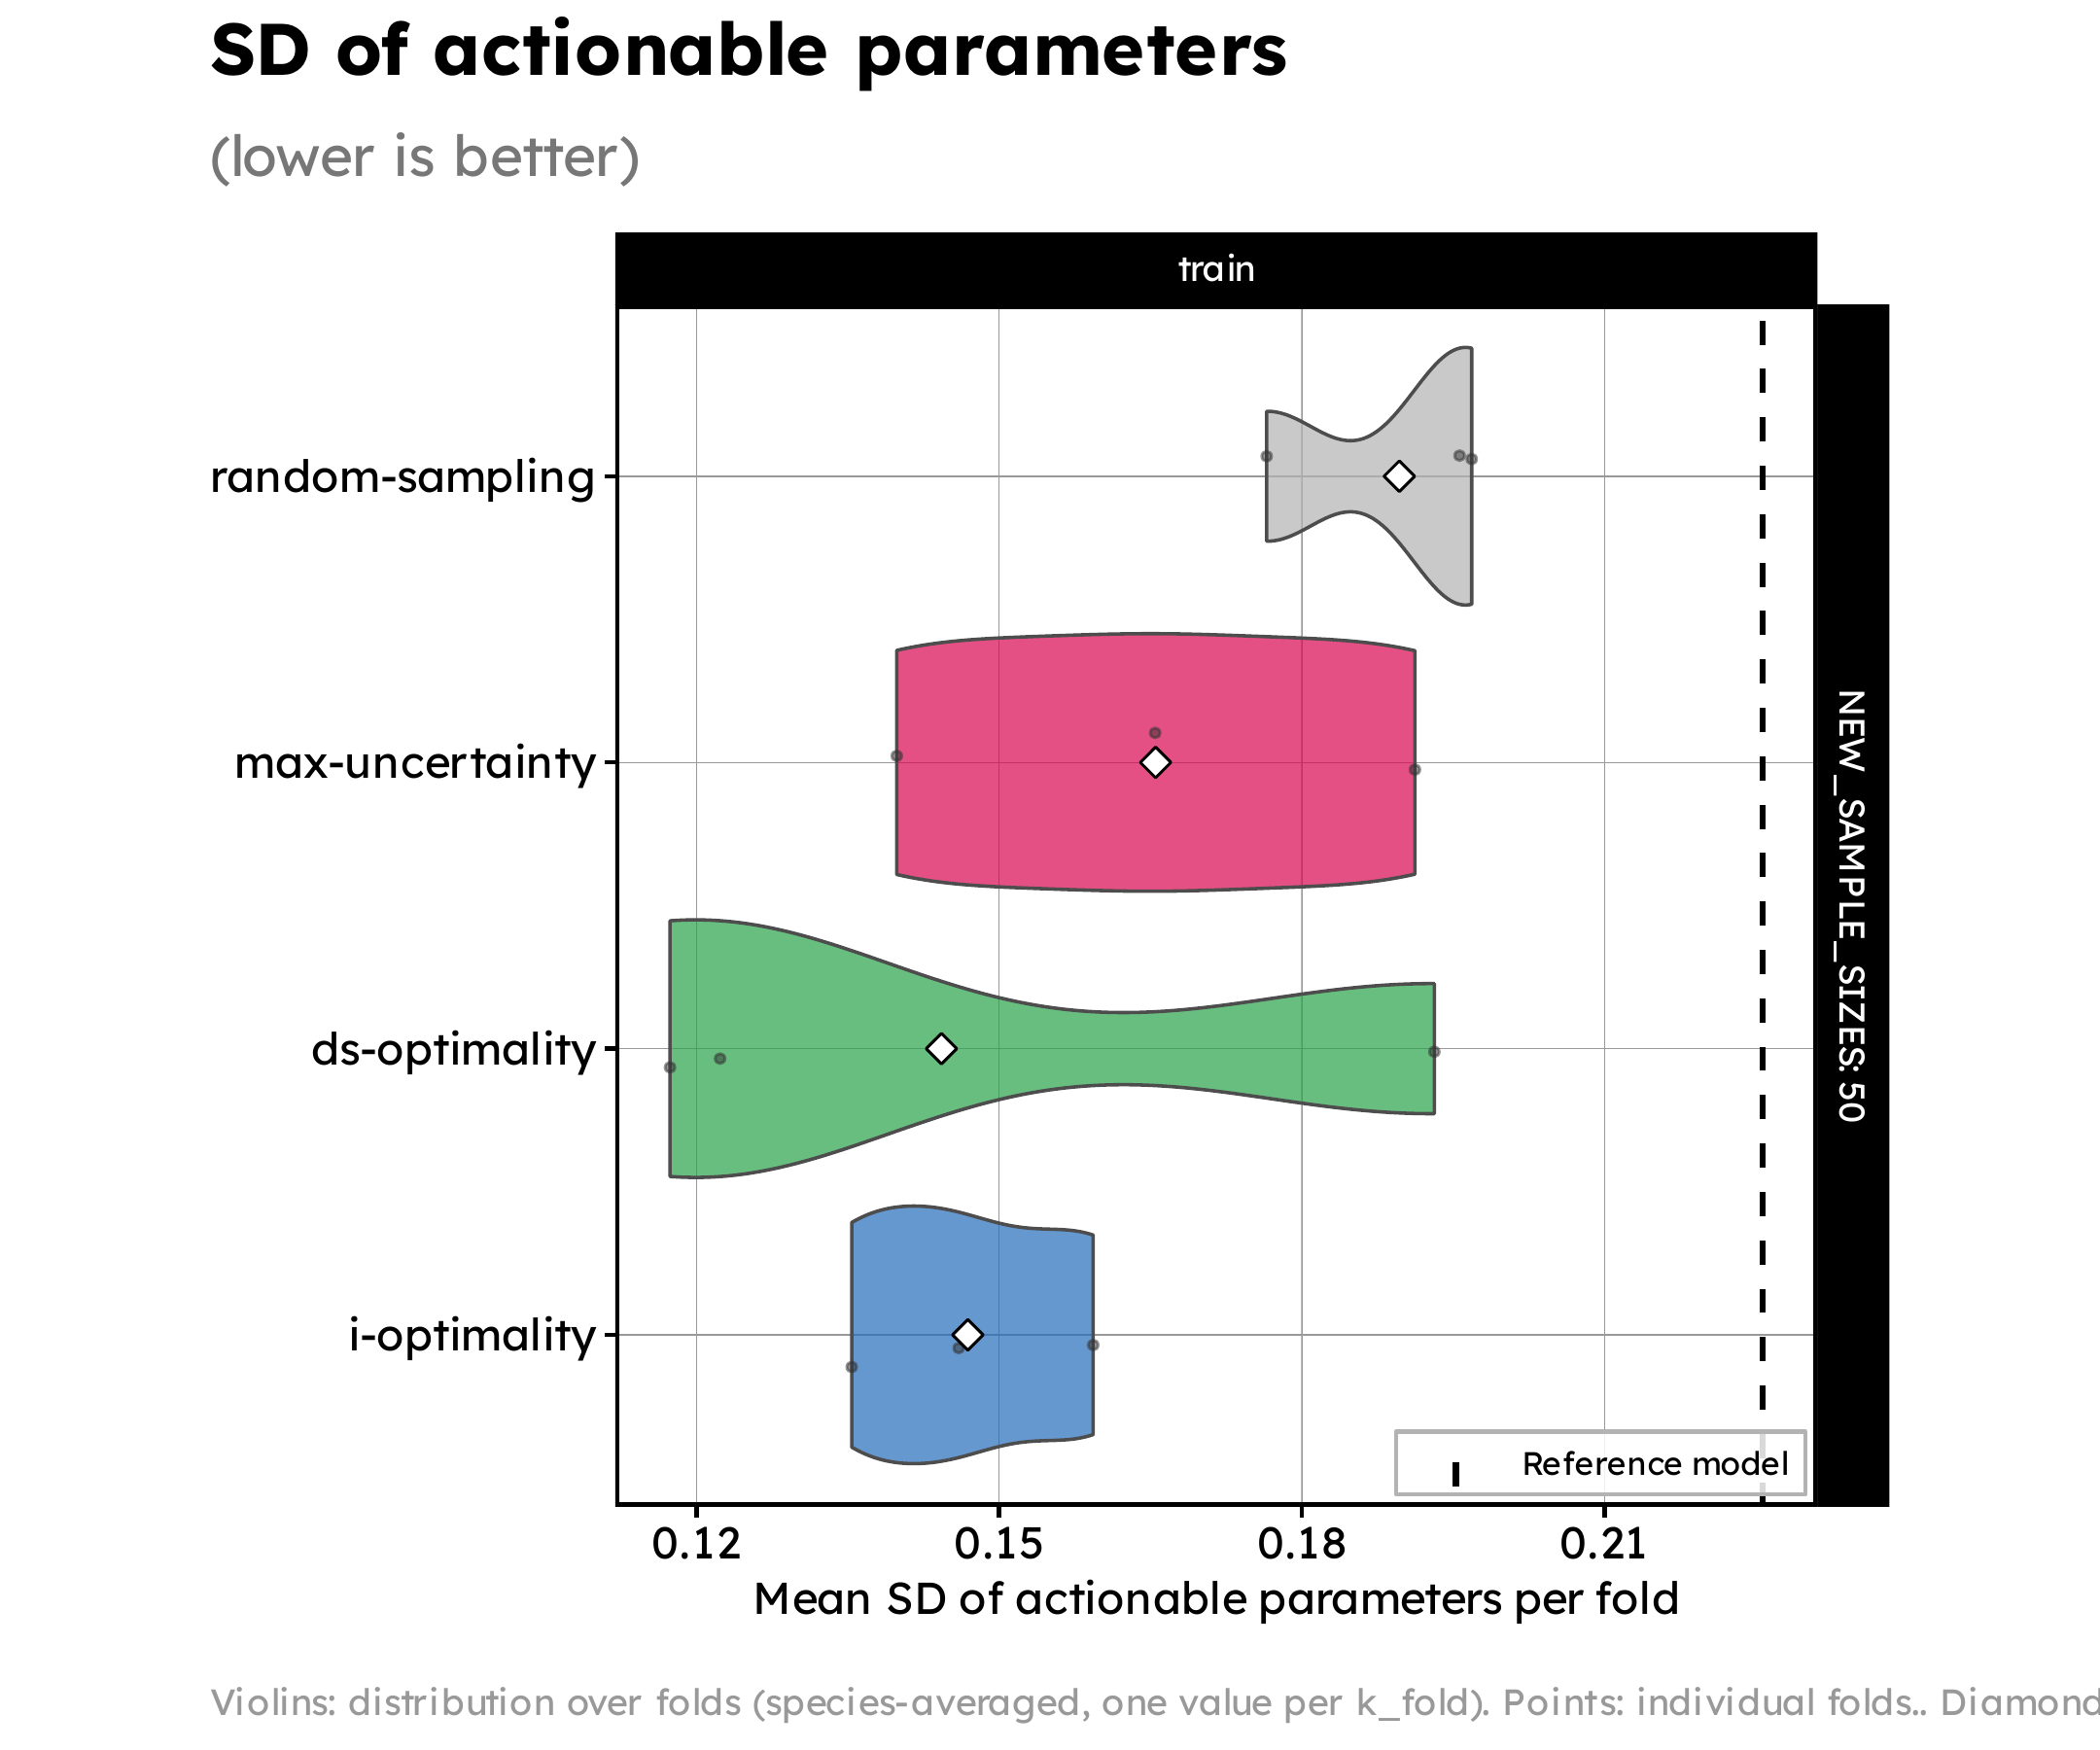 SD of actionable parameters
(lower is better)
train
random-sampling
max-uncertainty
ds-optimality
i-optimality
NEW_SAMPLE_SIZES: 50
Reference model
0.12 0.15 0.18 0.21
Mean SD of actionable parameters per fold
Violins: distribution over folds (species-averaged, one value per k_fold). Points: individual folds.. Diamond